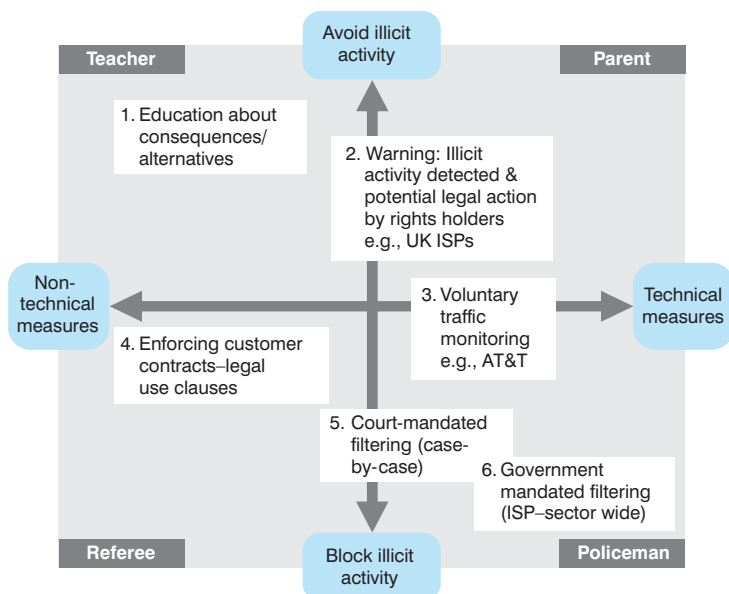 Avoid illicit
activity
Teacher
Parent
1. Education about
consequences/
alternatives
2. Warning: Illicit
activity detected &
potential legal action
by rights holders
e.g., UK ISPs
Non-
technical
measures
3. Voluntary
traffic
monitoring
e.g., AT&T
Technical
measures
4. Enforcing customer
contracts–legal
use clauses
5. Court-mandated
filtering (case-
by-case)
6. Government
mandated filtering
(ISP–sector wide)
Referee
Block illicit
activity
Policeman